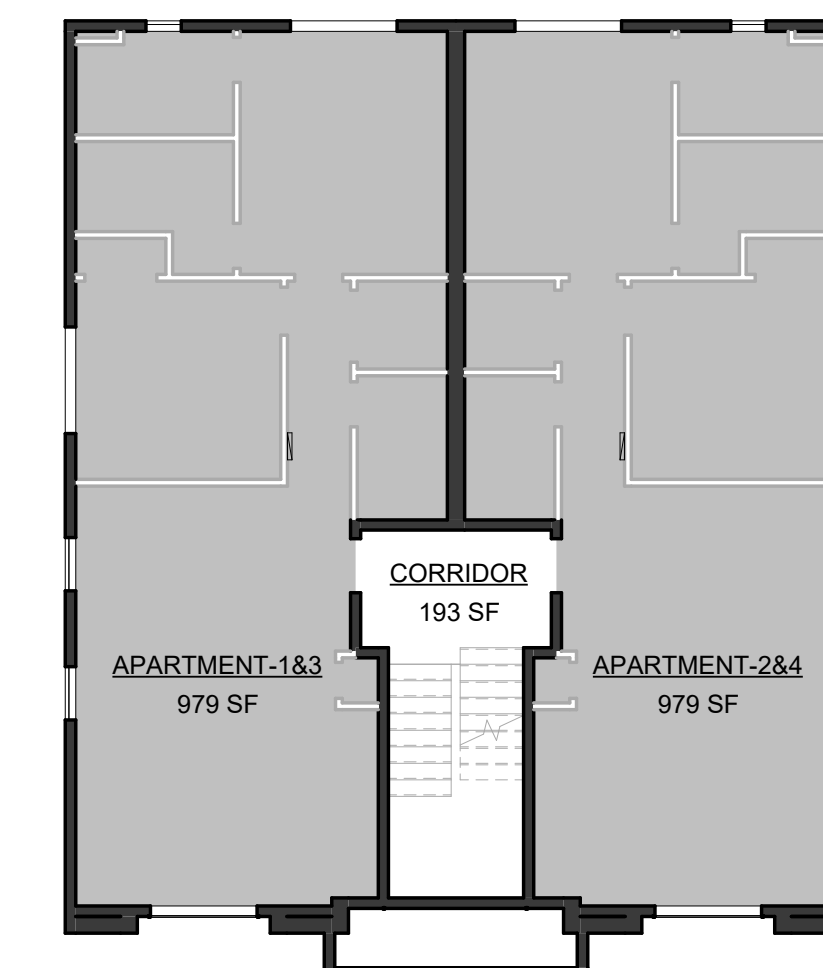 CORRIDOR
193 SF
APARTMENT-1&3
979 SF
APARTMENT-2&4
979 SF